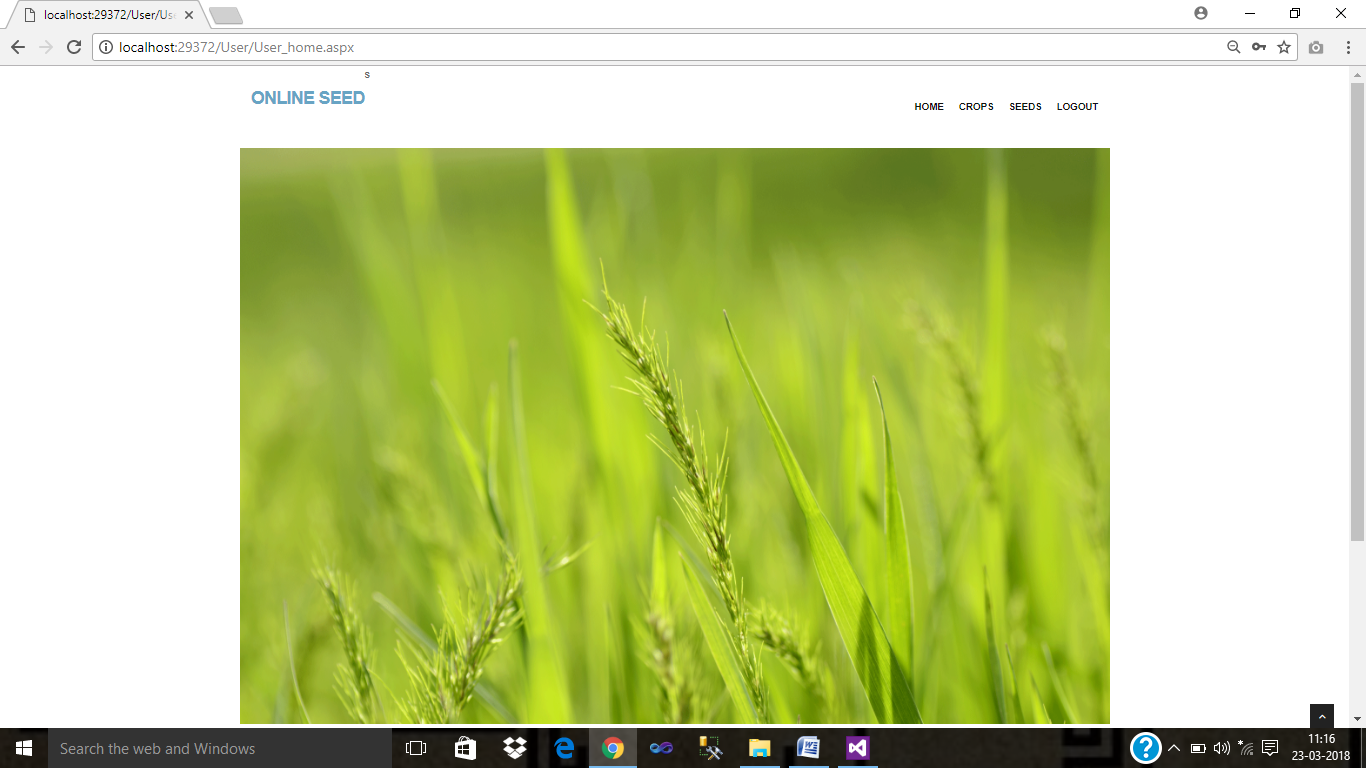 localhost:29372/User/Us
localhost:29372/User/User_home.aspx
s
ONLINE SEED
HOME CROPS SEEDS LOGOUT
Search the web and Windows
11:16
23-03-2018